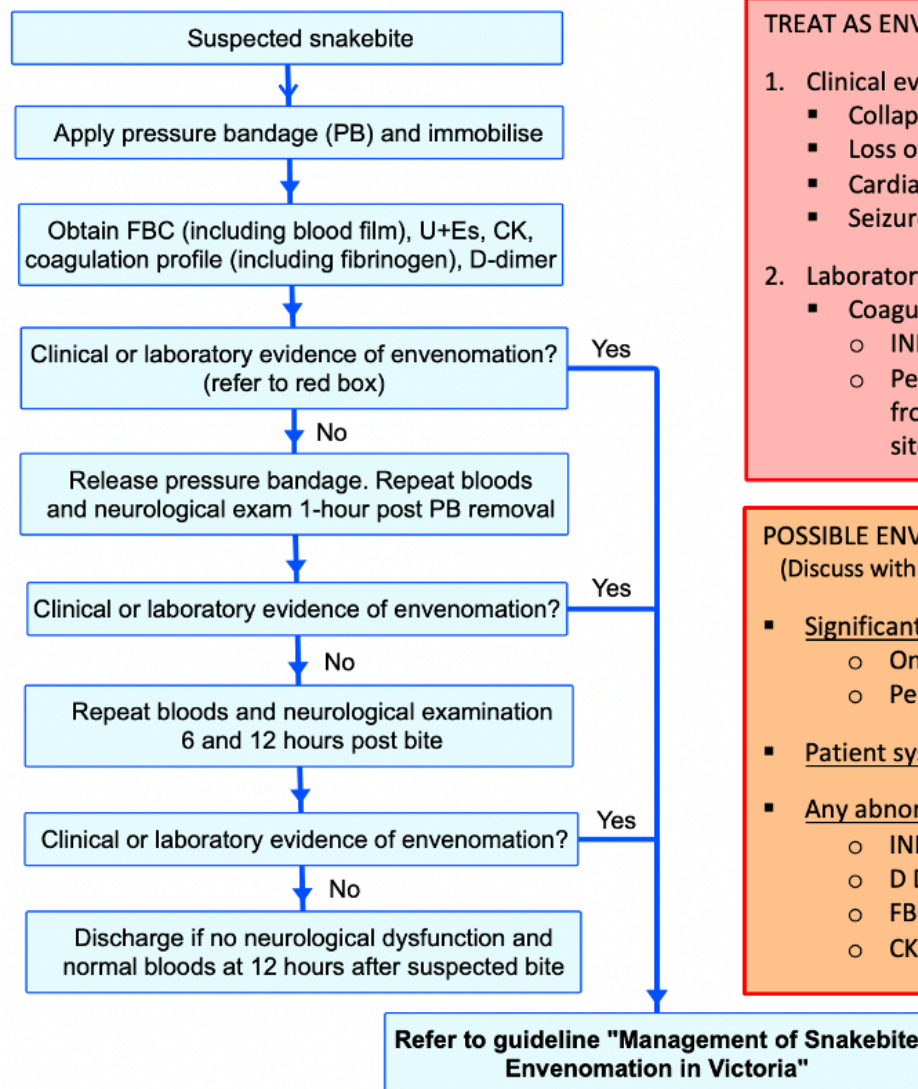 Suspected snakebite
Apply pressure bandage (PB) and immobilise
Obtain FBC (including blood film), U+Es, CK,
coagulation profile (including fibrinogen), D-dimer
Clinical or laboratory evidence of envenomation?
(refer to red box)
Yes
No
Release pressure bandage. Repeat bloods
and neurological exam 1-hour post PB removal
Clinical or laboratory evidence of envenomation?
Yes
No
Repeat bloods and neurological examination
6 and 12 hours post bite
Clinical or laboratory evidence of envenomation?
Yes
No
Discharge if no neurological dysfunction and
normal bloods at 12 hours after suspected bite
Refer to guideline "Management of Snakebite
Envenomation in Victoria"
TREAT AS ENV
1. Clinical ev
▪ Collap
▪ Loss o
▪ Cardia
▪ Seizur
2. Laborator
▪ Coagu
○ INI
○ Pe
fro
sit
POSSIBLE ENV
(Discuss with
▪ Significant
○ On
○ Pe
▪ Patient sy
▪ Any abnor
○ INI
○ D D
○ FB
○ CK